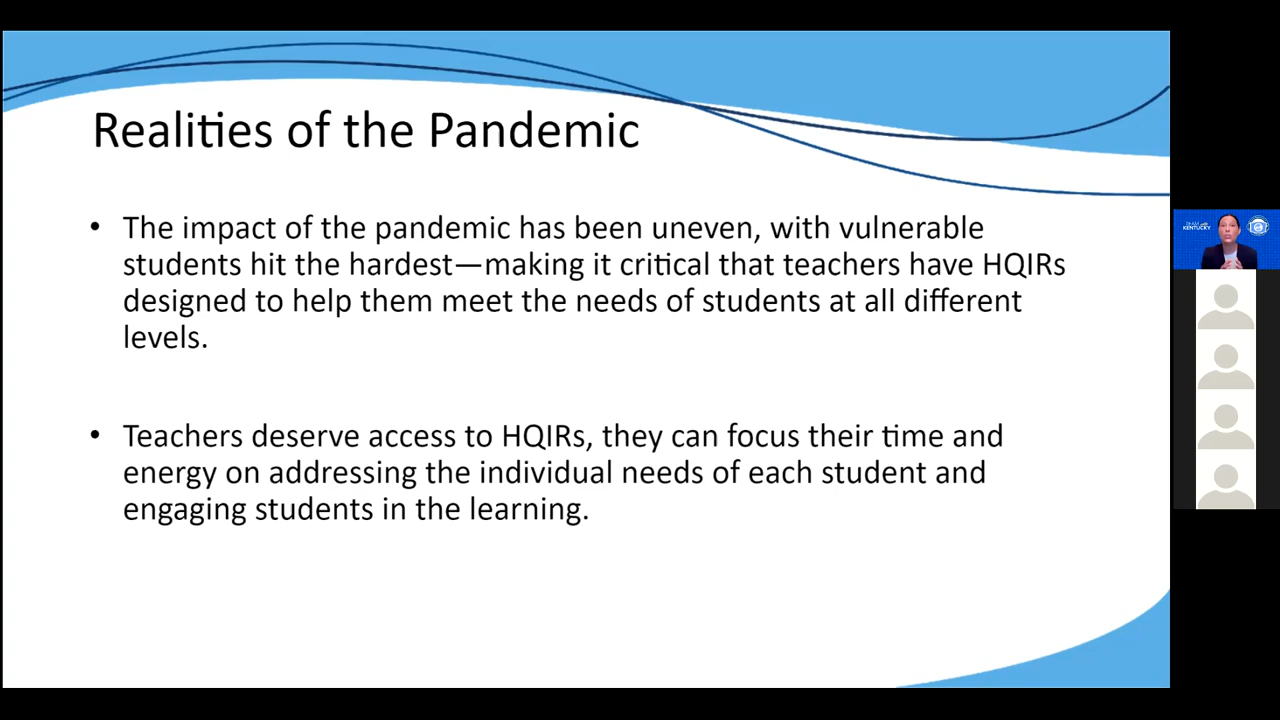 Realities of the Pandemic
• The impact of the pandemic has been uneven, with vulnerable
students hit the hardest—making it critical that teachers have HQIRs
designed to help them meet the needs of students at all different
levels.
• Teachers deserve access to HQIRs, they can focus their time and
energy on addressing the individual needs of each student and
engaging students in the learning.
KENTUCKY